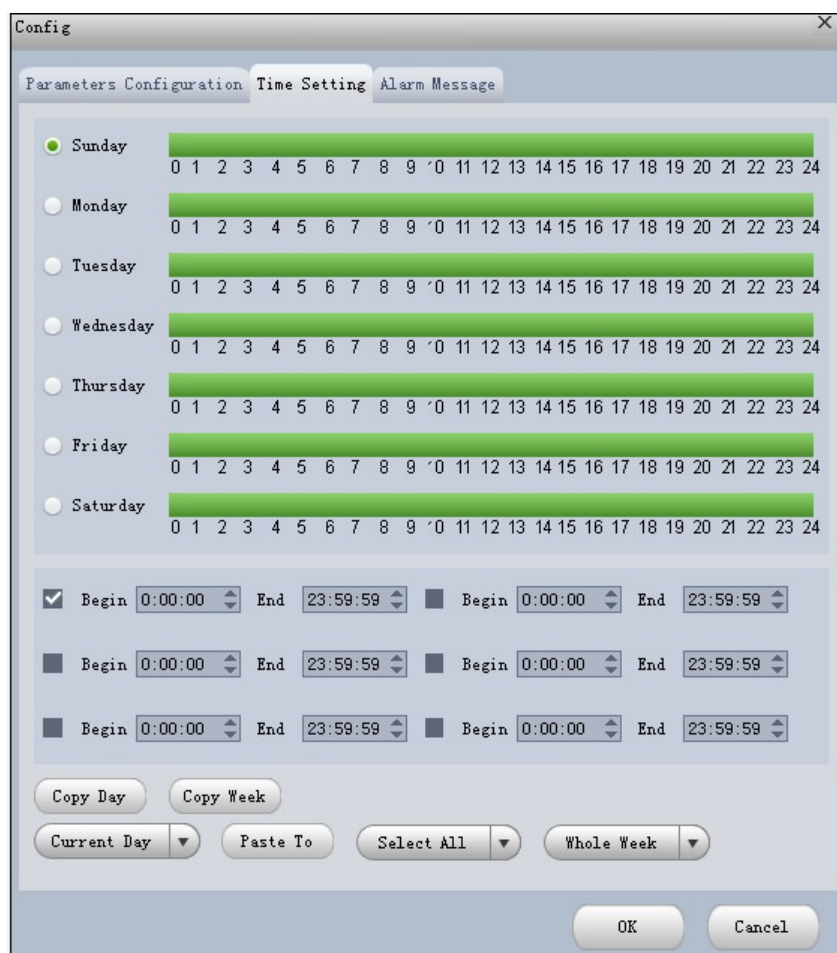 Config
Parameters Configuration Time Setting Alarm Message
Sunday
0 1 2 3 4 5 6 7 8 9 10 11 12 13 14 15 16 17 18 19 20 21 22 23 24
Monday
0 1 2 3 4 5 6 7 8 9 10 11 12 13 14 15 16 17 18 19 20 21 22 23 24
Tuesday
0 1 2 3 4 5 6 7 8 9 10 11 12 13 14 15 16 17 18 19 20 21 22 23 24
Wednesday
0 1 2 3 4 5 6 7 8 9 10 11 12 13 14 15 16 17 18 19 20 21 22 23 24
Thursday
0 1 2 3 4 5 6 7 8 9 10 11 12 13 14 15 16 17 18 19 20 21 22 23 24
Friday
0 1 2 3 4 5 6 7 8 9 10 11 12 13 14 15 16 17 18 19 20 21 22 23 24
Saturday
0 1 2 3 4 5 6 7 8 9 10 11 12 13 14 15 16 17 18 19 20 21 22 23 24
Begin 0:00:00 End 23:59:59 Begin 0:00:00 End 23:59:59
Begin 0:00:00 End 23:59:59 Begin 0:00:00 End 23:59:59
Begin 0:00:00 End 23:59:59 Begin 0:00:00 End 23:59:59
Copy Day Copy Week
Current Day Paste To Select All Whole Week
OK Cancel